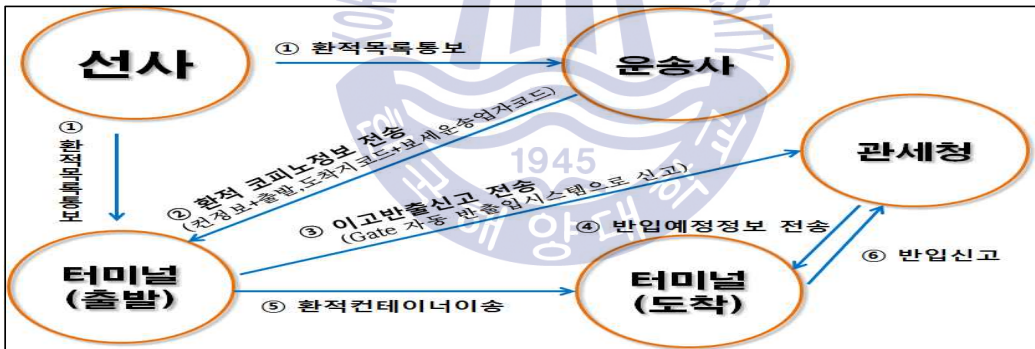 선사
① 환적목록통보
운송사
① 환적목록통보
② 환적 코피노정보 전송
(컨정보+출발,도착지코드+보세운송업자코드)
③ 이고반출신고 전송
(Gate 자동 반출입시스템으로 신고)
관세청
④ 반입예정정보 전송
⑥ 반입신고
터미널
(출발)
⑤ 환적컨테이너이송
터미널
(도착)
1945